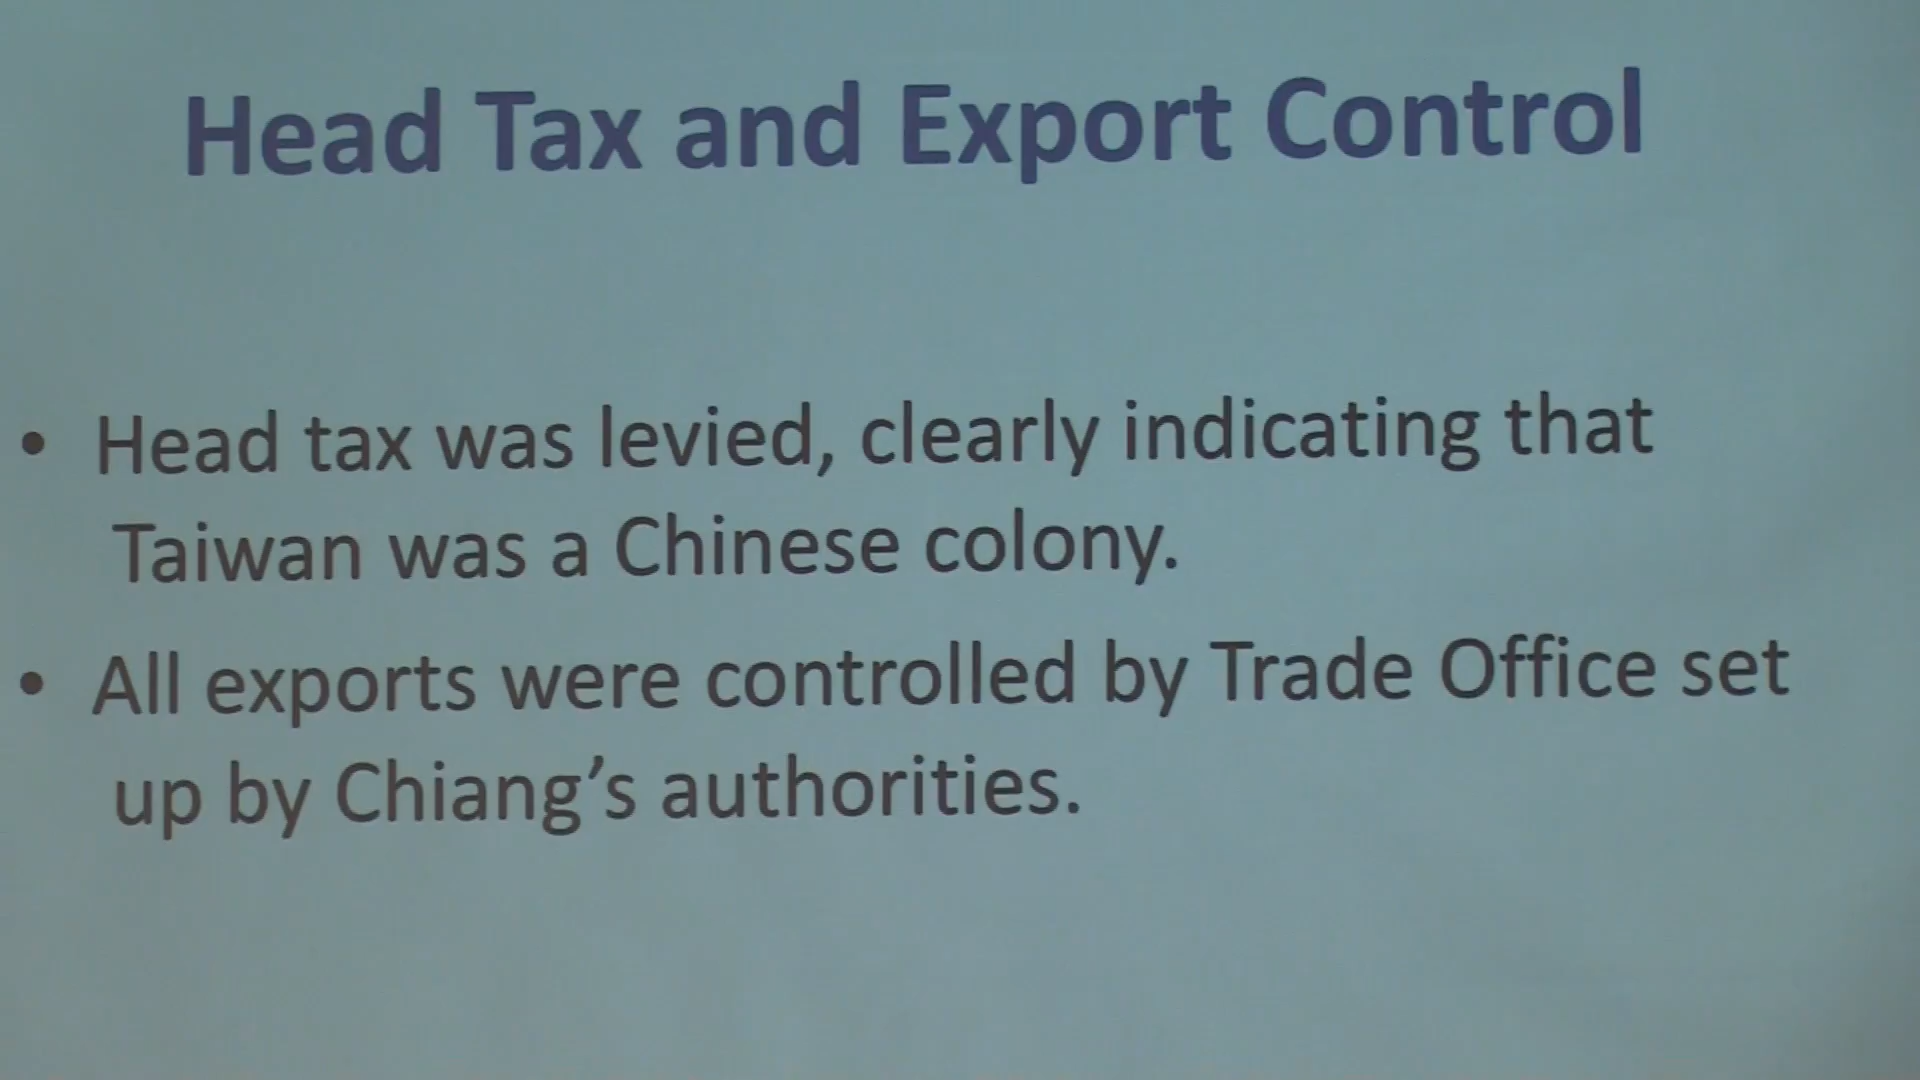 Head Tax and Export Control
• Head tax was levied, clearly indicating that
Taiwan was a Chinese colony.
• All exports were controlled by Trade Office set
up by Chiang’s authorities.